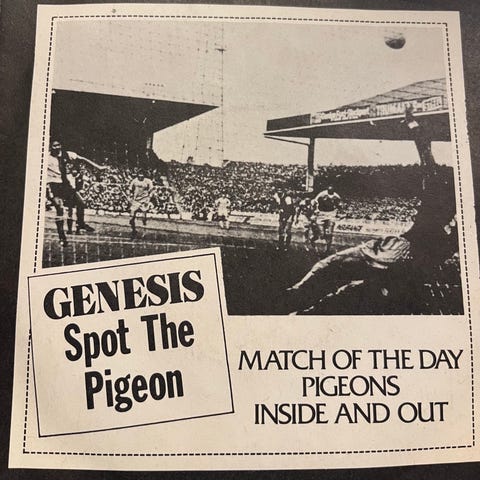 GENESIS
Spot The
Pigeon
MATCH OF THE DAY
PIGEONS
INSIDE AND OUT